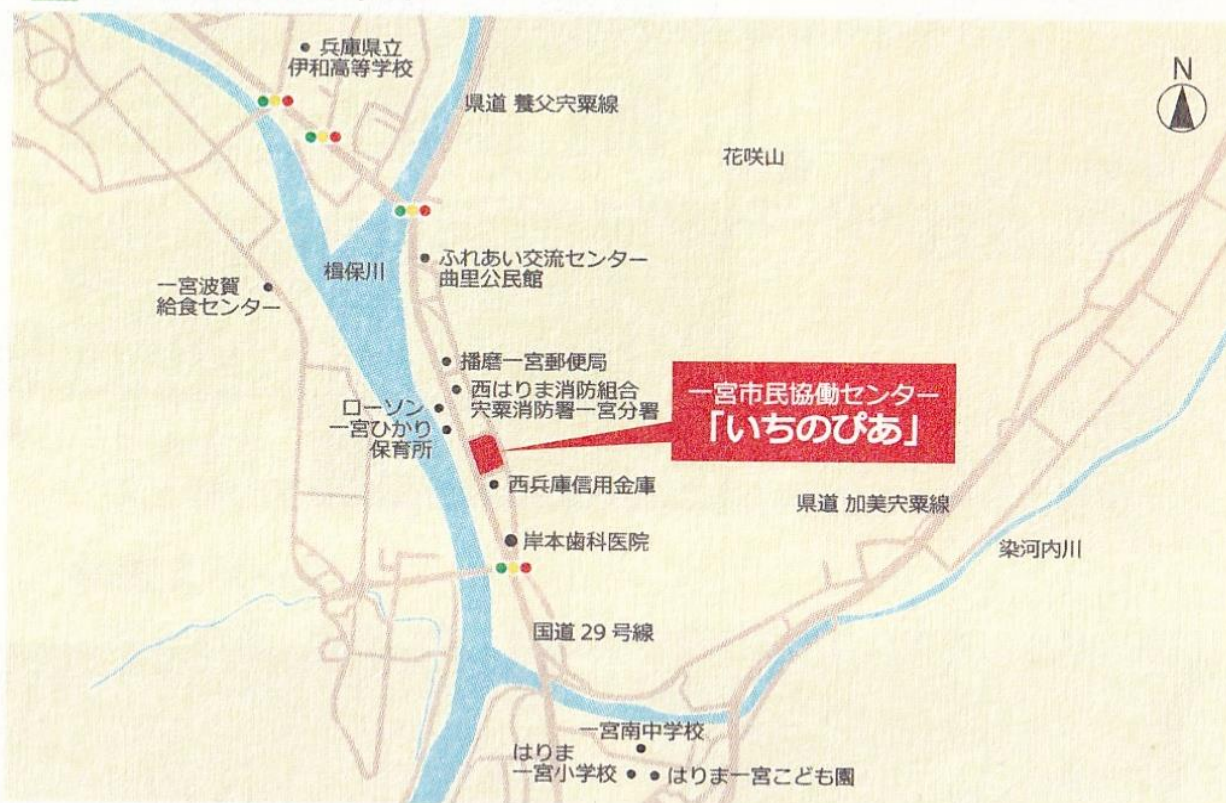 兵庫県立
伊和高等学校
N
県道 養父宍粟線
花咲山
揖保川
ふれあい交流センター
曲里公民館
一宮波賀
給食センター
播磨一宮郵便局
西はりま消防組合
宍粟消防署一宮分署
ローソン
一宮ひかり
保育所
一宮市民協働センター
「いちのぴあ」
西兵庫信用金庫
県道 加美宍粟線
岸本歯科医院
染河内川
国道 29 号線
一宮南中学校
はりま
一宮小学校
はりま一宮こども園